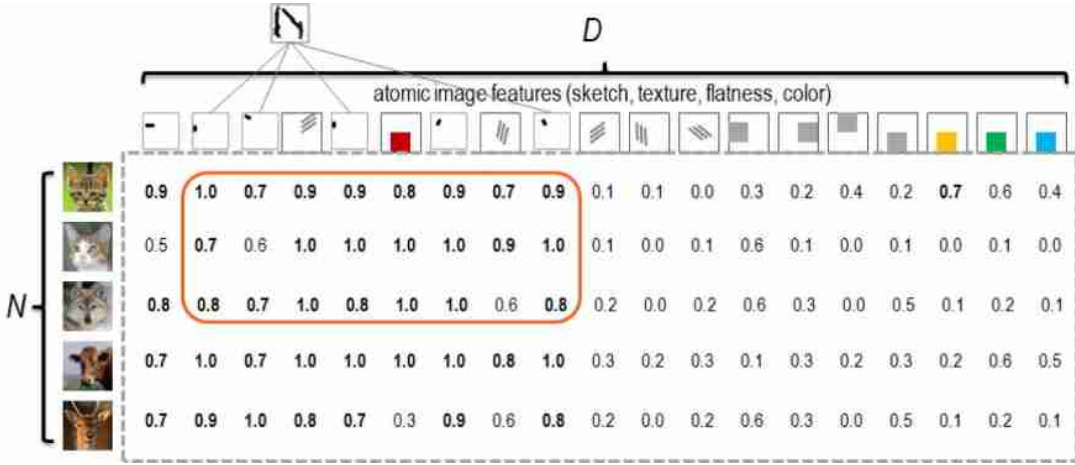 D
atomic image features (sketch, texture, flatness, color)
0.9 1.0 0.7 0.9 0.9 0.8 0.9 0.7 0.9 0.1 0.1 0.0 0.3 0.2 0.4 0.2 0.7 0.6 0.4
0.5 0.7 0.6 1.0 1.0 1.0 1.0 0.9 1.0 0.1 0.0 0.1 0.6 0.1 0.0 0.1 0.0 0.1 0.0
N
0.8 0.8 0.7 1.0 0.8 1.0 1.0 0.6 0.8 0.2 0.0 0.2 0.6 0.3 0.0 0.5 0.1 0.2 0.1
0.7 1.0 0.7 1.0 1.0 1.0 1.0 0.8 1.0 0.3 0.2 0.3 0.1 0.3 0.2 0.3 0.2 0.6 0.5
0.7 0.9 1.0 0.8 0.7 0.3 0.9 0.6 0.8 0.2 0.0 0.2 0.6 0.3 0.0 0.5 0.1 0.2 0.1